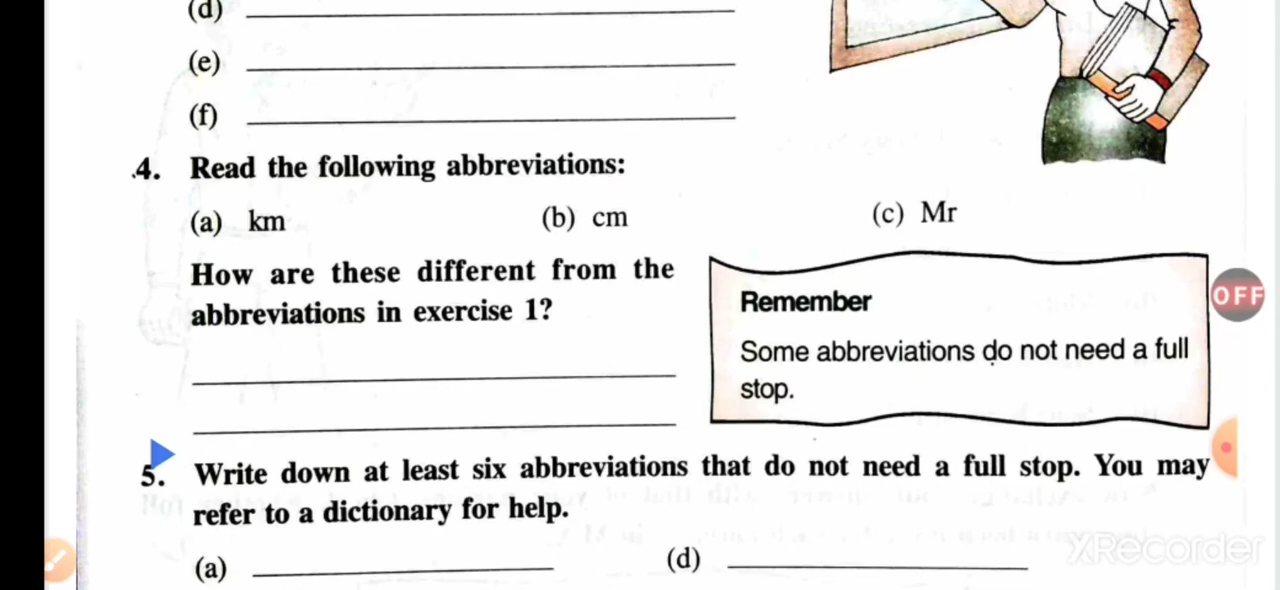 (d)
(e)
(f)
4. Read the following abbreviations:
(a) km (b) cm (c) Mr
How are these different from the
abbreviations in exercise 1?
Remember
Some abbreviations do not need a full
stop.
OFF
5. Write down at least six abbreviations that do not need a full stop. You may
refer to a dictionary for help.
(a) (d)
XRecorder